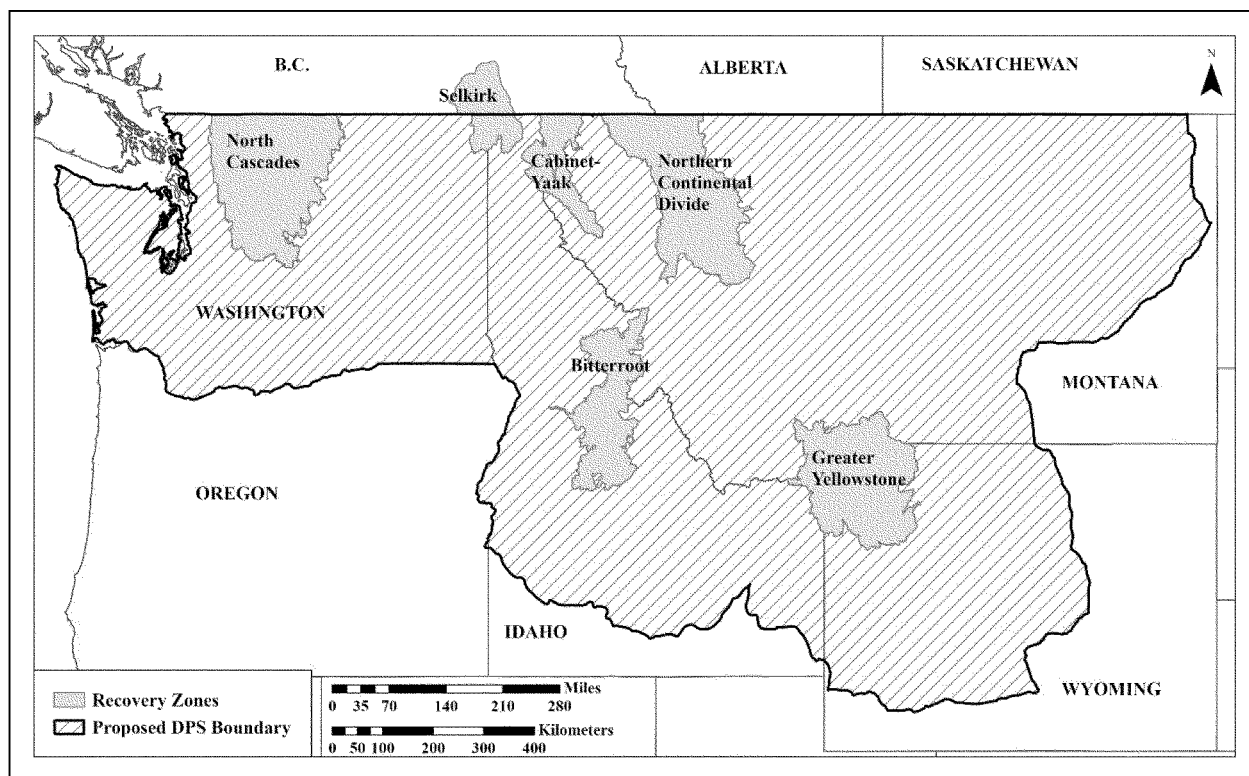 B.C.
ALBERTA
SASKATCHEWAN
N
Selkirk
North
Cascades
Cabinet-
Yaak
Northern
Continental
Divide
WASHINGTON
Bitterroot
MONTANA
Greater
Yellowstone
OREGON
IDAHO
WYOMING
Recovery Zones
Proposed DPS Boundary
Miles
0 35 70 140 210 280
Kilometers
0 50 100 200 300 400